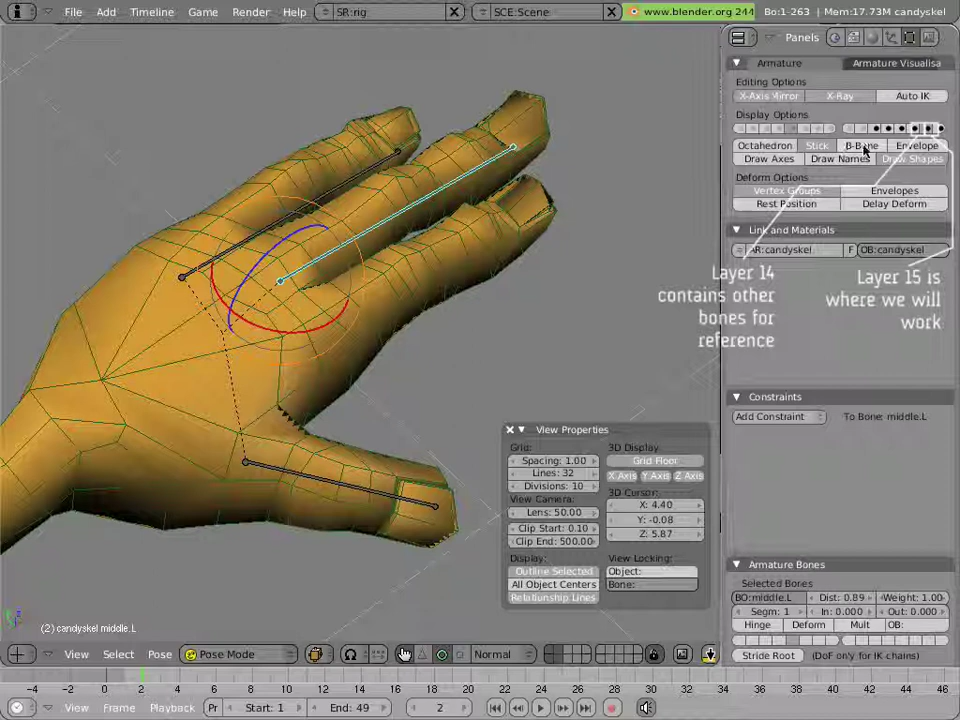 File Add Timeline Game Render Help SR:rig SCE:Scene www.blender.org 244 Bo:1-263 | Mem:17.73M candyskel
Panels
Armature Armature Visualisa
Editing Options
X-Axis Mirror X-Ray Auto IK
Display Options
Octahedron Stick B-Bone Envelope
Draw Axes Draw Names Draw Shapes
Deform Options
Vertex Groups Envelopes
Rest Position Delay Deform
Link and Materials
AR:candyskel F OB:candyskel
Layer 14
contains other
bones for
reference
Layer 15 is
where we will
work
Constraints
Add Constraint To Bone: middle.L
View Properties
Grid: 3D Display:
Spacing: 1.00 Grid Floor
Lines: 32 X Axis Y Axis Z Axis
Divisions: 10 3D Cursor:
View Camera: X: 4.40
Lens: 50.00 Y: -0.08
Clip Start: 0.10 Z: 5.87
Clip End: 500.00
Display: View Locking:
Outline Selected Object:
All Object Centers Bone:
Relationship Lines
Armature Bones
Selected Bones
BO:middle.L Dist: 0.89 Weight: 1.00
Segm: 1 In: 0.000 Out: 0.000
Hinge Deform Mult OB:
Stride Root (DoF only for IK chains)
(2) candyskel middle.L
View Select Pose Pose Mode Normal
-4 -2 0 2 4 6 8 10 12 14 16 18 20 22 24 26 28 30 32 34 36 38 40 42 44 46
View Frame Playback Pr Start: 1 End: 49 2